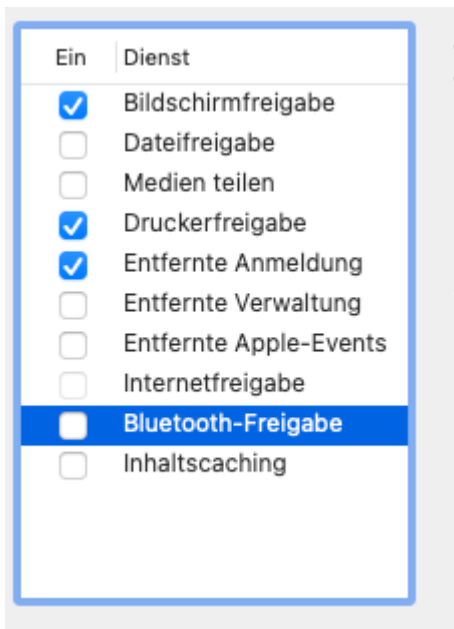 Ein Dienst
Bildschirmfreigabe
Dateifreigabe
Medien teilen
Druckerfreigabe
Entfernte Anmeldung
Entfernte Verwaltung
Entfernte Apple-Events
Internetfreigabe
Bluetooth-Freigabe
Inhaltscaching